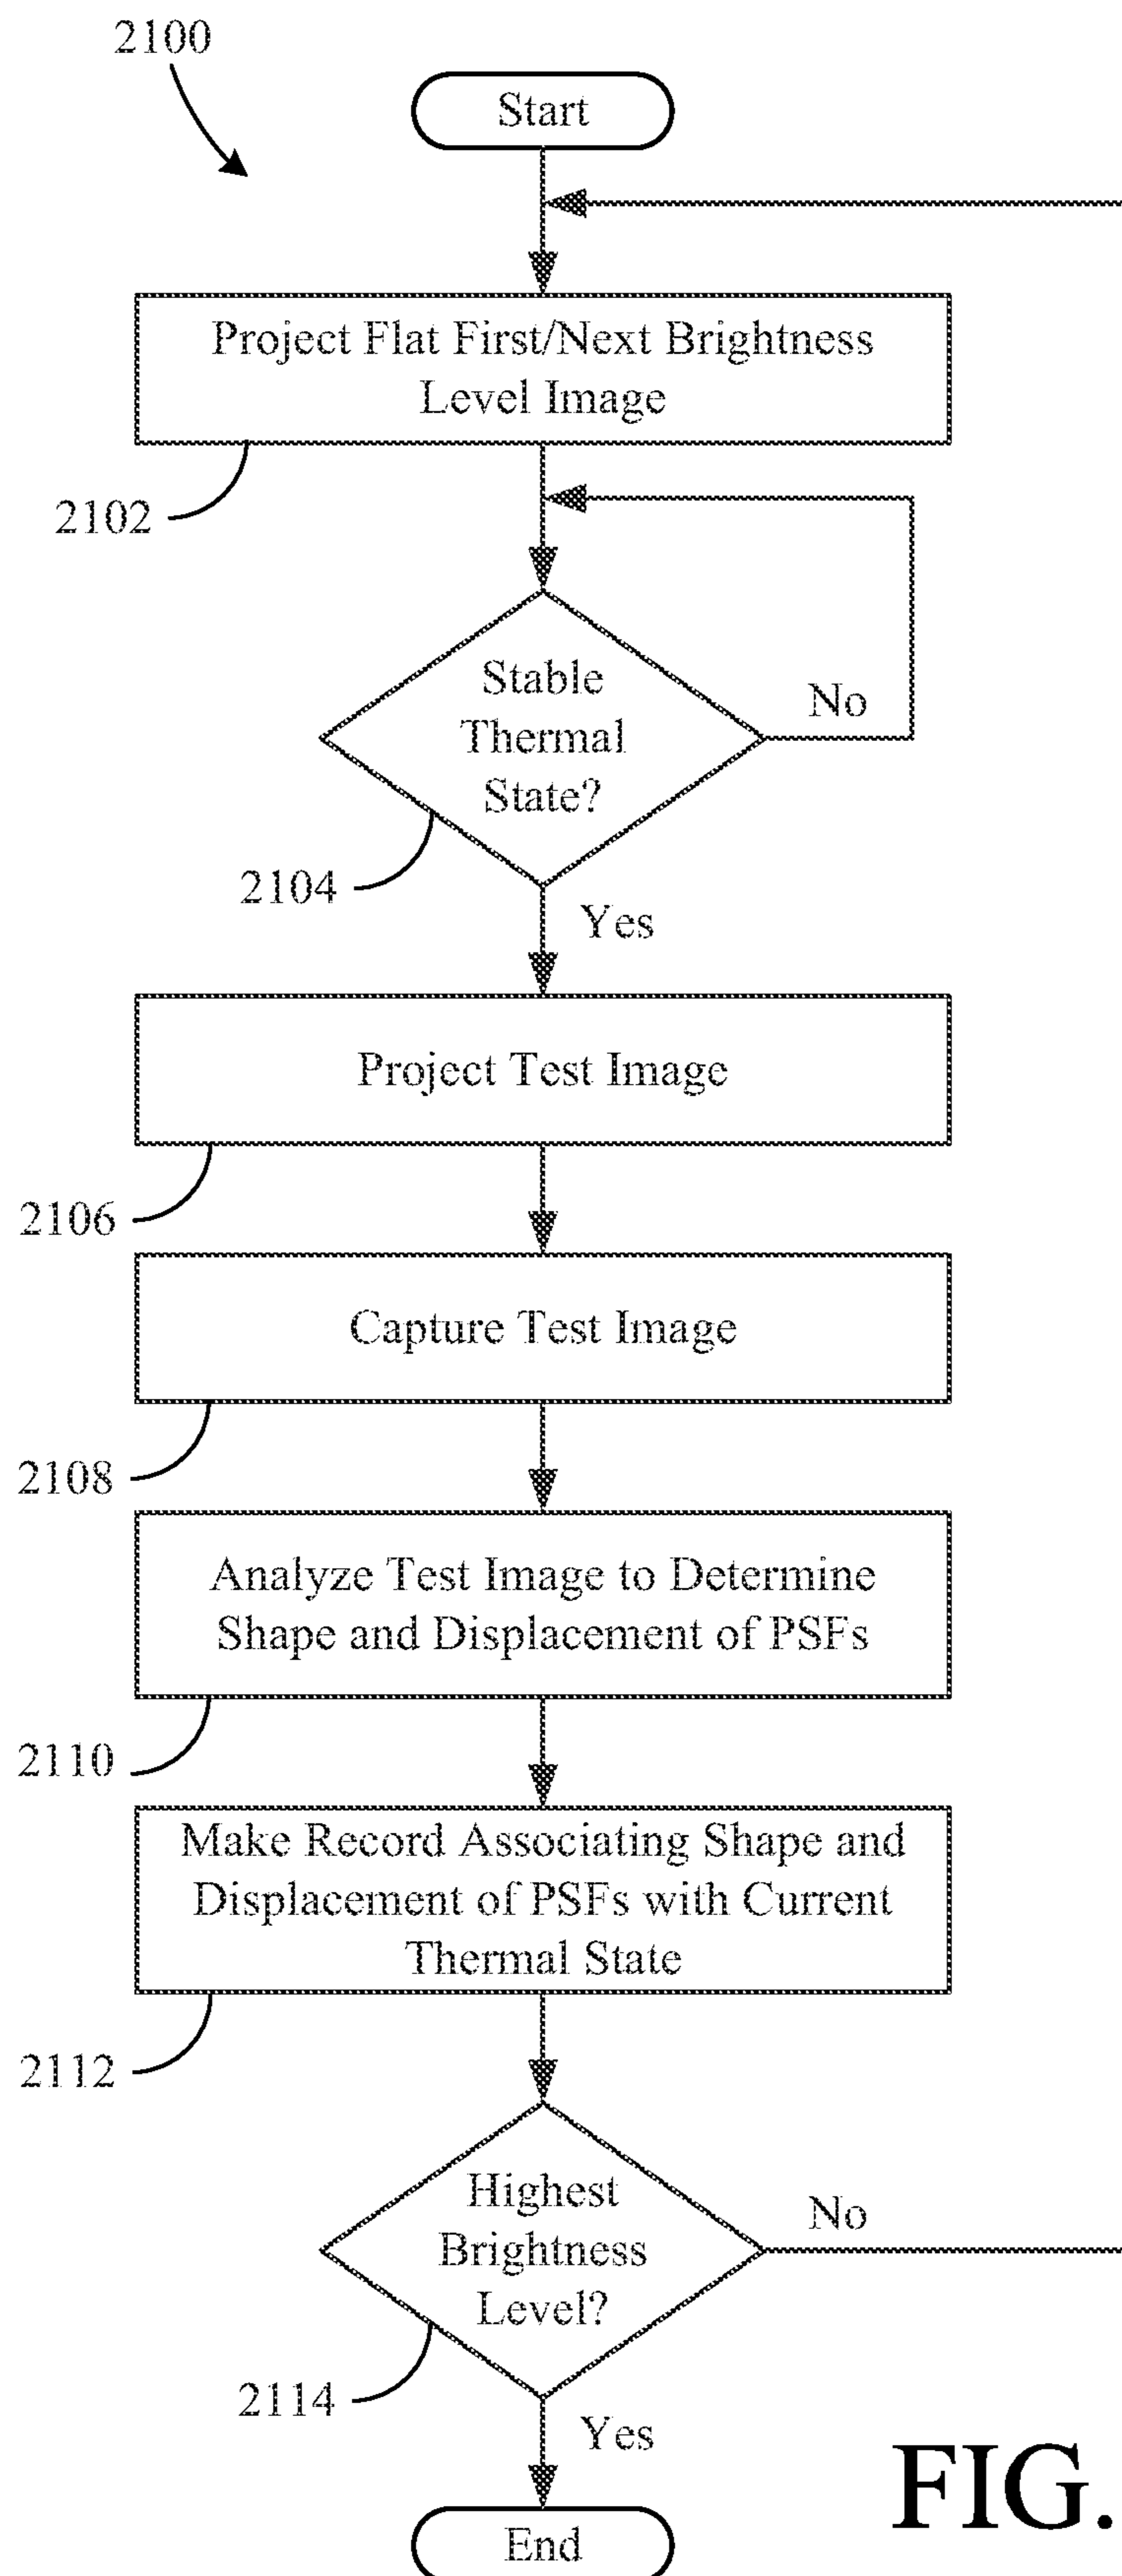 2100
Start
Project Flat First/Next Brightness
Level Image
2102
Stable
Thermal
State?
No
2104
Yes
Project Test Image
2106
Capture Test Image
2108
Analyze Test Image to Determine
Shape and Displacement of PSFs
2110
Make Record Associating Shape and
Displacement of PSFs with Current
Thermal State
2112
Highest
Brightness
Level?
No
2114
Yes
FIG.
End